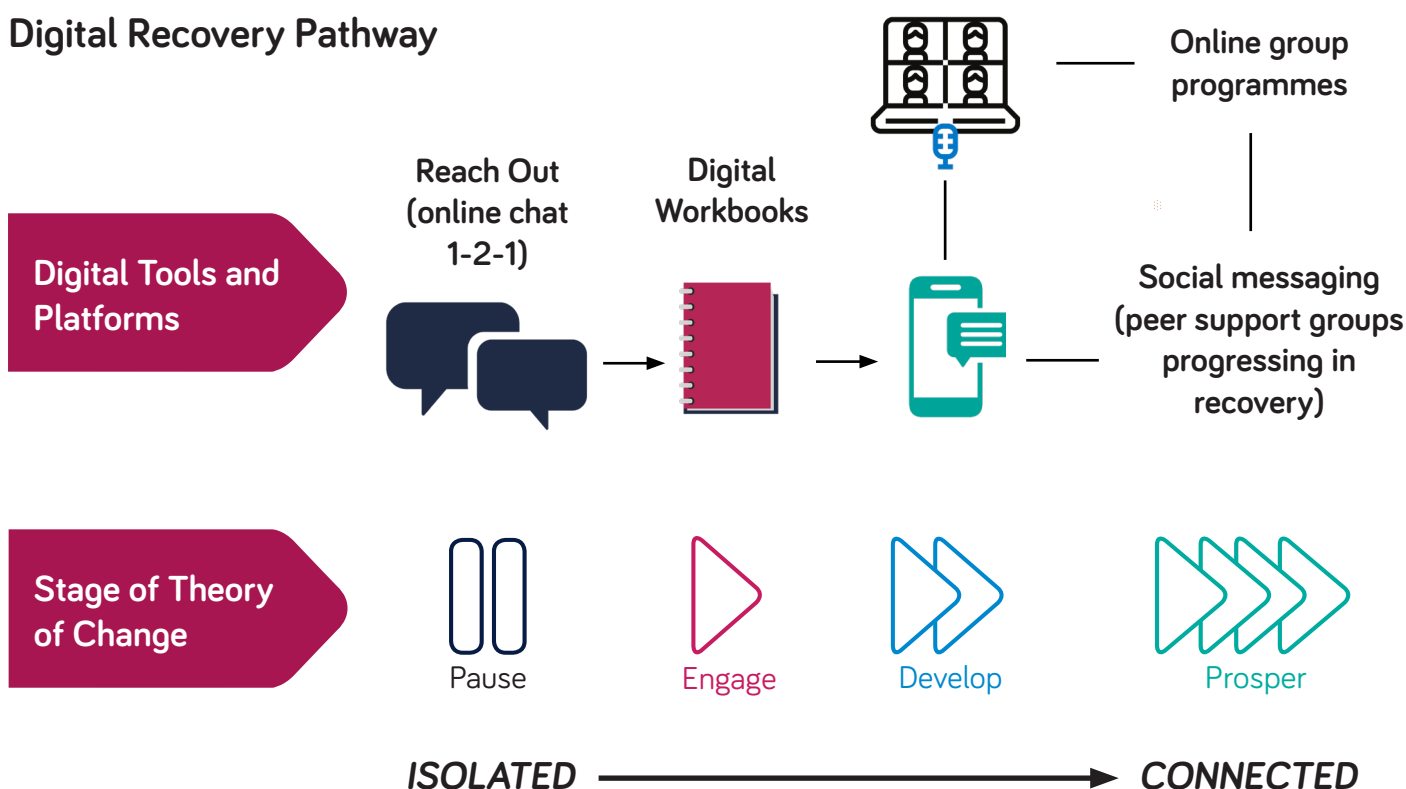 Digital Recovery Pathway
Online group
programmes
Reach Out
(online chat
1-2-1)
Digital
Workbooks
Digital Tools and
Platforms
Social messaging
(peer support groups
progressing in
recovery)
Stage of Theory
of Change
Pause
Engage
Develop
Prosper
ISOLATED
CONNECTED